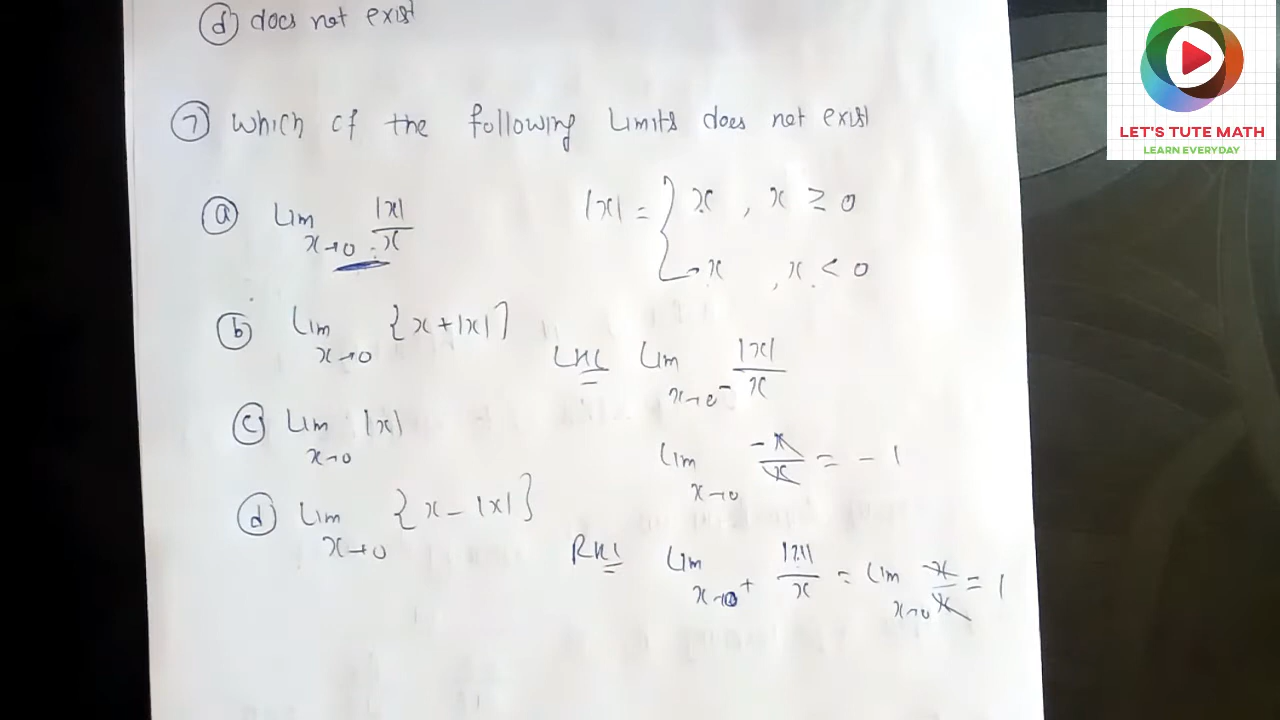 (d) does not exist
LET'S TUTE MATH
LEARN EVERYDAY
(7) Which of the following Limits does not exist
(a) Lim x→0 |x|/x
|x| = { x , x ≥ 0
-x , x < 0
(b) Lim x→0 {x+|x|}
LHL Lim x→0⁻ |x|/x
(c) Lim x→0 |x|
Lim x→0 -x/x = -1
(d) Lim x→0 {x-|x|}
RHL Lim x→0⁺ |x|/x = Lim x→0 x/x = 1